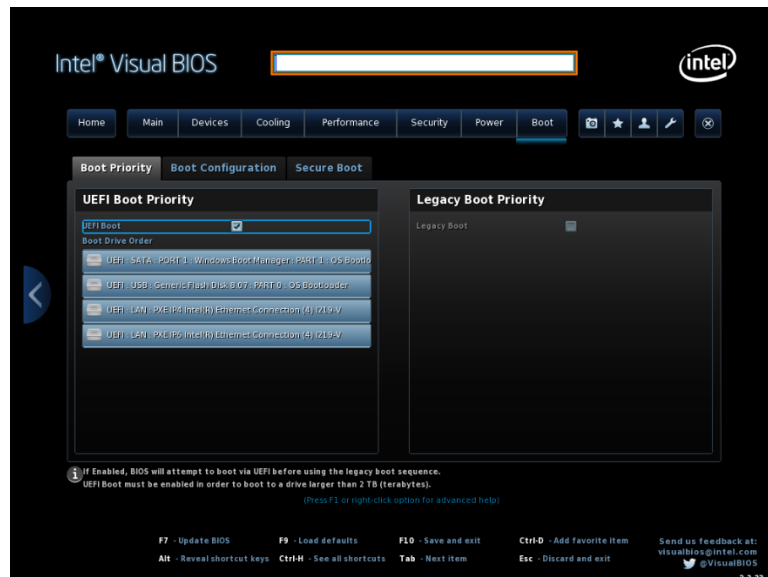 Intel® Visual BIOS
intel
Home Main Devices Cooling Performance Security Power Boot
Boot Priority Boot Configuration Secure Boot
UEFI Boot Priority
UEFI Boot
Boot Drive Order
UEFI : SATA : PORT 1 : Windows Boot Manager : PART 1 : OS Bootlo
UEFI : USB : Generic Flash Disk 8.07 : PART 0 : OS Bootloader
UEFI : LAN : PXE IP4 Intel(R) Ethernet Connection (4) I219-V
UEFI : LAN : PXE IP6 Intel(R) Ethernet Connection (4) I219-V
Legacy Boot Priority
Legacy Boot
If Enabled, BIOS will attempt to boot via UEFI before using the legacy boot sequence.
UEFI Boot must be enabled in order to boot to a drive larger than 2 TB (terabytes).
(Press F1 or right-click option for advanced help)
F7 - Update BIOS F9 - Load defaults F10 - Save and exit Ctrl-D - Add favorite item
Alt - Reveal shortcut keys Ctrl-H - See all shortcuts Tab - Next item Esc - Discard and exit
Send us feedback at:
visualbios@intel.com
@VisualBIOS